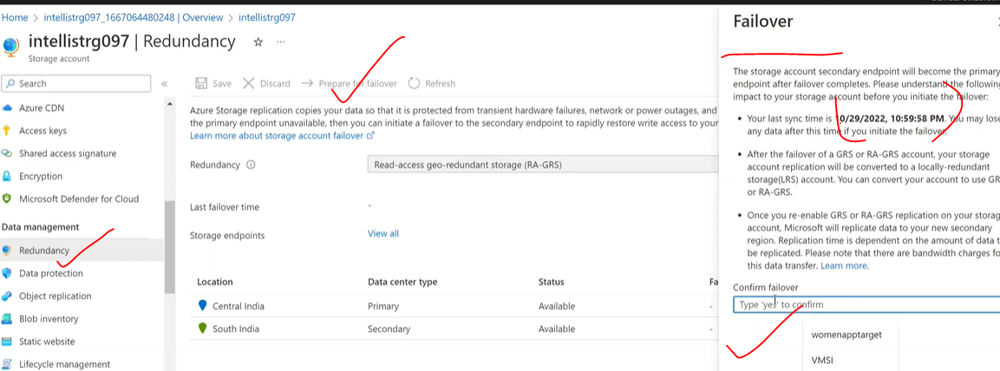 Home > intellistrg097_1667064480248 | Overview > intellistrg097
intellistrg097 | Redundancy
Storage account
Search
Azure CDN
Access keys
Shared access signature
Encryption
Microsoft Defender for Cloud
Data management
Redundancy
Data protection
Object replication
Blob inventory
Static website
Lifecycle management
Save Discard Prepare for failover Refresh
Azure Storage replication copies your data so that it is protected from transient hardware failures, network or power outages, and
the primary endpoint unavailable, then you can initiate a failover to the secondary endpoint to rapidly restore write access to your
Learn more about storage account failover
Redundancy Read-access geo-redundant storage (RA-GRS)
Last failover time -
Storage endpoints View all
Location Data center type Status Fa
Central India Primary Available -
South India Secondary Available -
Failover
The storage account secondary endpoint will become the primary
endpoint after failover completes. Please understand the following
impact to your storage account before you initiate the failover:
• Your last sync time is 10/29/2022, 10:59:58 PM. You may lose
any data after this time if you initiate the failover.
• After the failover of a GRS or RA-GRS account, your storage
account replication will be converted to a locally-redundant
storage(LRS) account. You can convert your account to use GR
or RA-GRS.
• Once you re-enable GRS or RA-GRS replication on your storag
account, Microsoft will replicate data to your new secondary
region. Replication time is dependent on the amount of data t
be replicated. Please note that there are bandwidth charges fo
this data transfer. Learn more.
Confirm failover
Type 'yes' to confirm
womenapptarget
VMSI